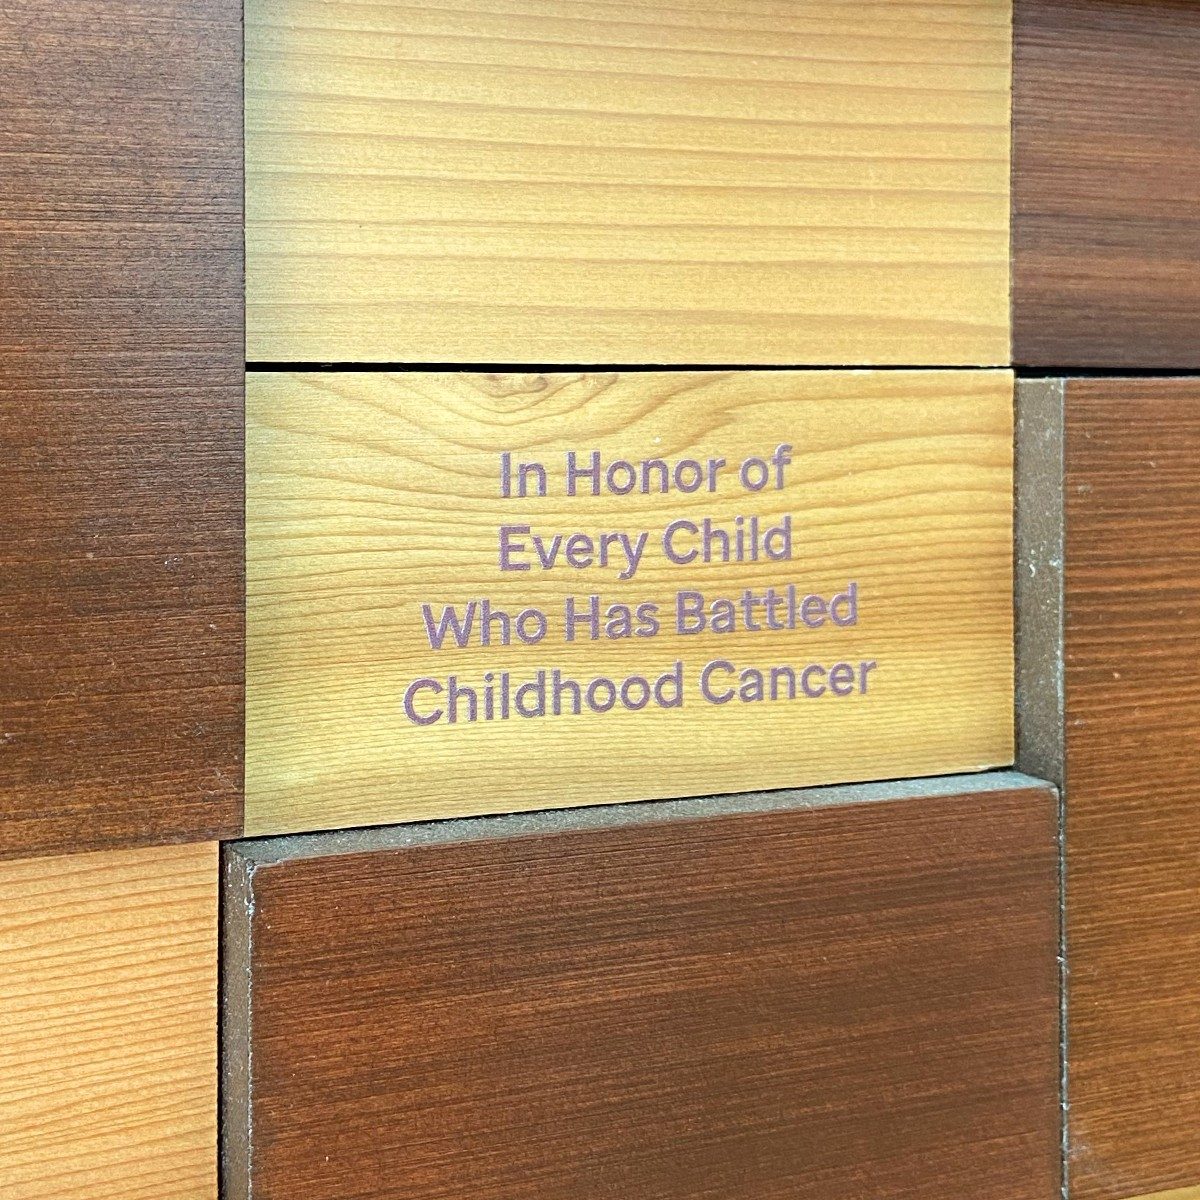 In Honor of
Every Child
Who Has Battled
Childhood Cancer